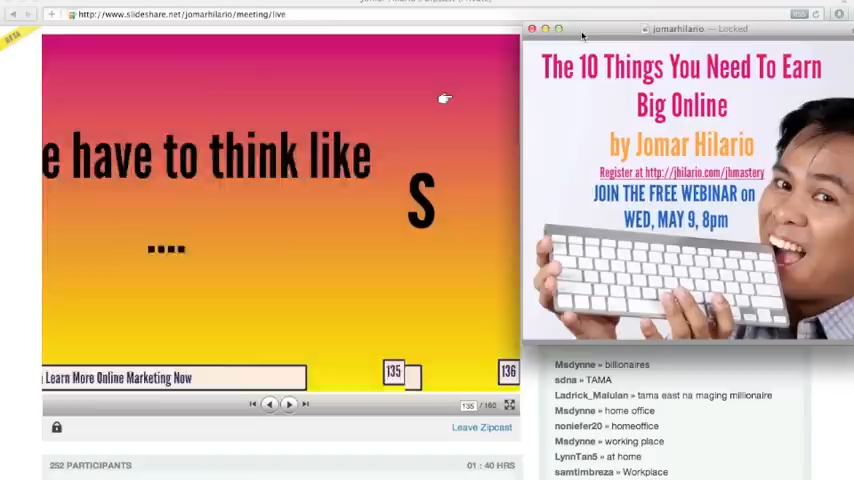 http://www.slideshare.net/jomarhilario/meeting/live
RSS
BETA
jomarhilario — Locked
e have to think like
....
S
Learn More Online Marketing Now
135
136
135 / 160
Leave Zipcast
252 PARTICIPANTS
01 : 40 HRS
The 10 Things You Need To Earn
Big Online
by Jomar Hilario
Register at http://jhilario.com/jhmastery
JOIN THE FREE WEBINAR on
WED, MAY 9, 8pm
Msdynne » billionaires
sdna » TAMA
Ladrick_Malulan » tama east na maging millionaire
Msdynne » home office
noniefer20 » homeoffice
Msdynne » working place
LynnTan5 » at home
samtimbreza » Workplace